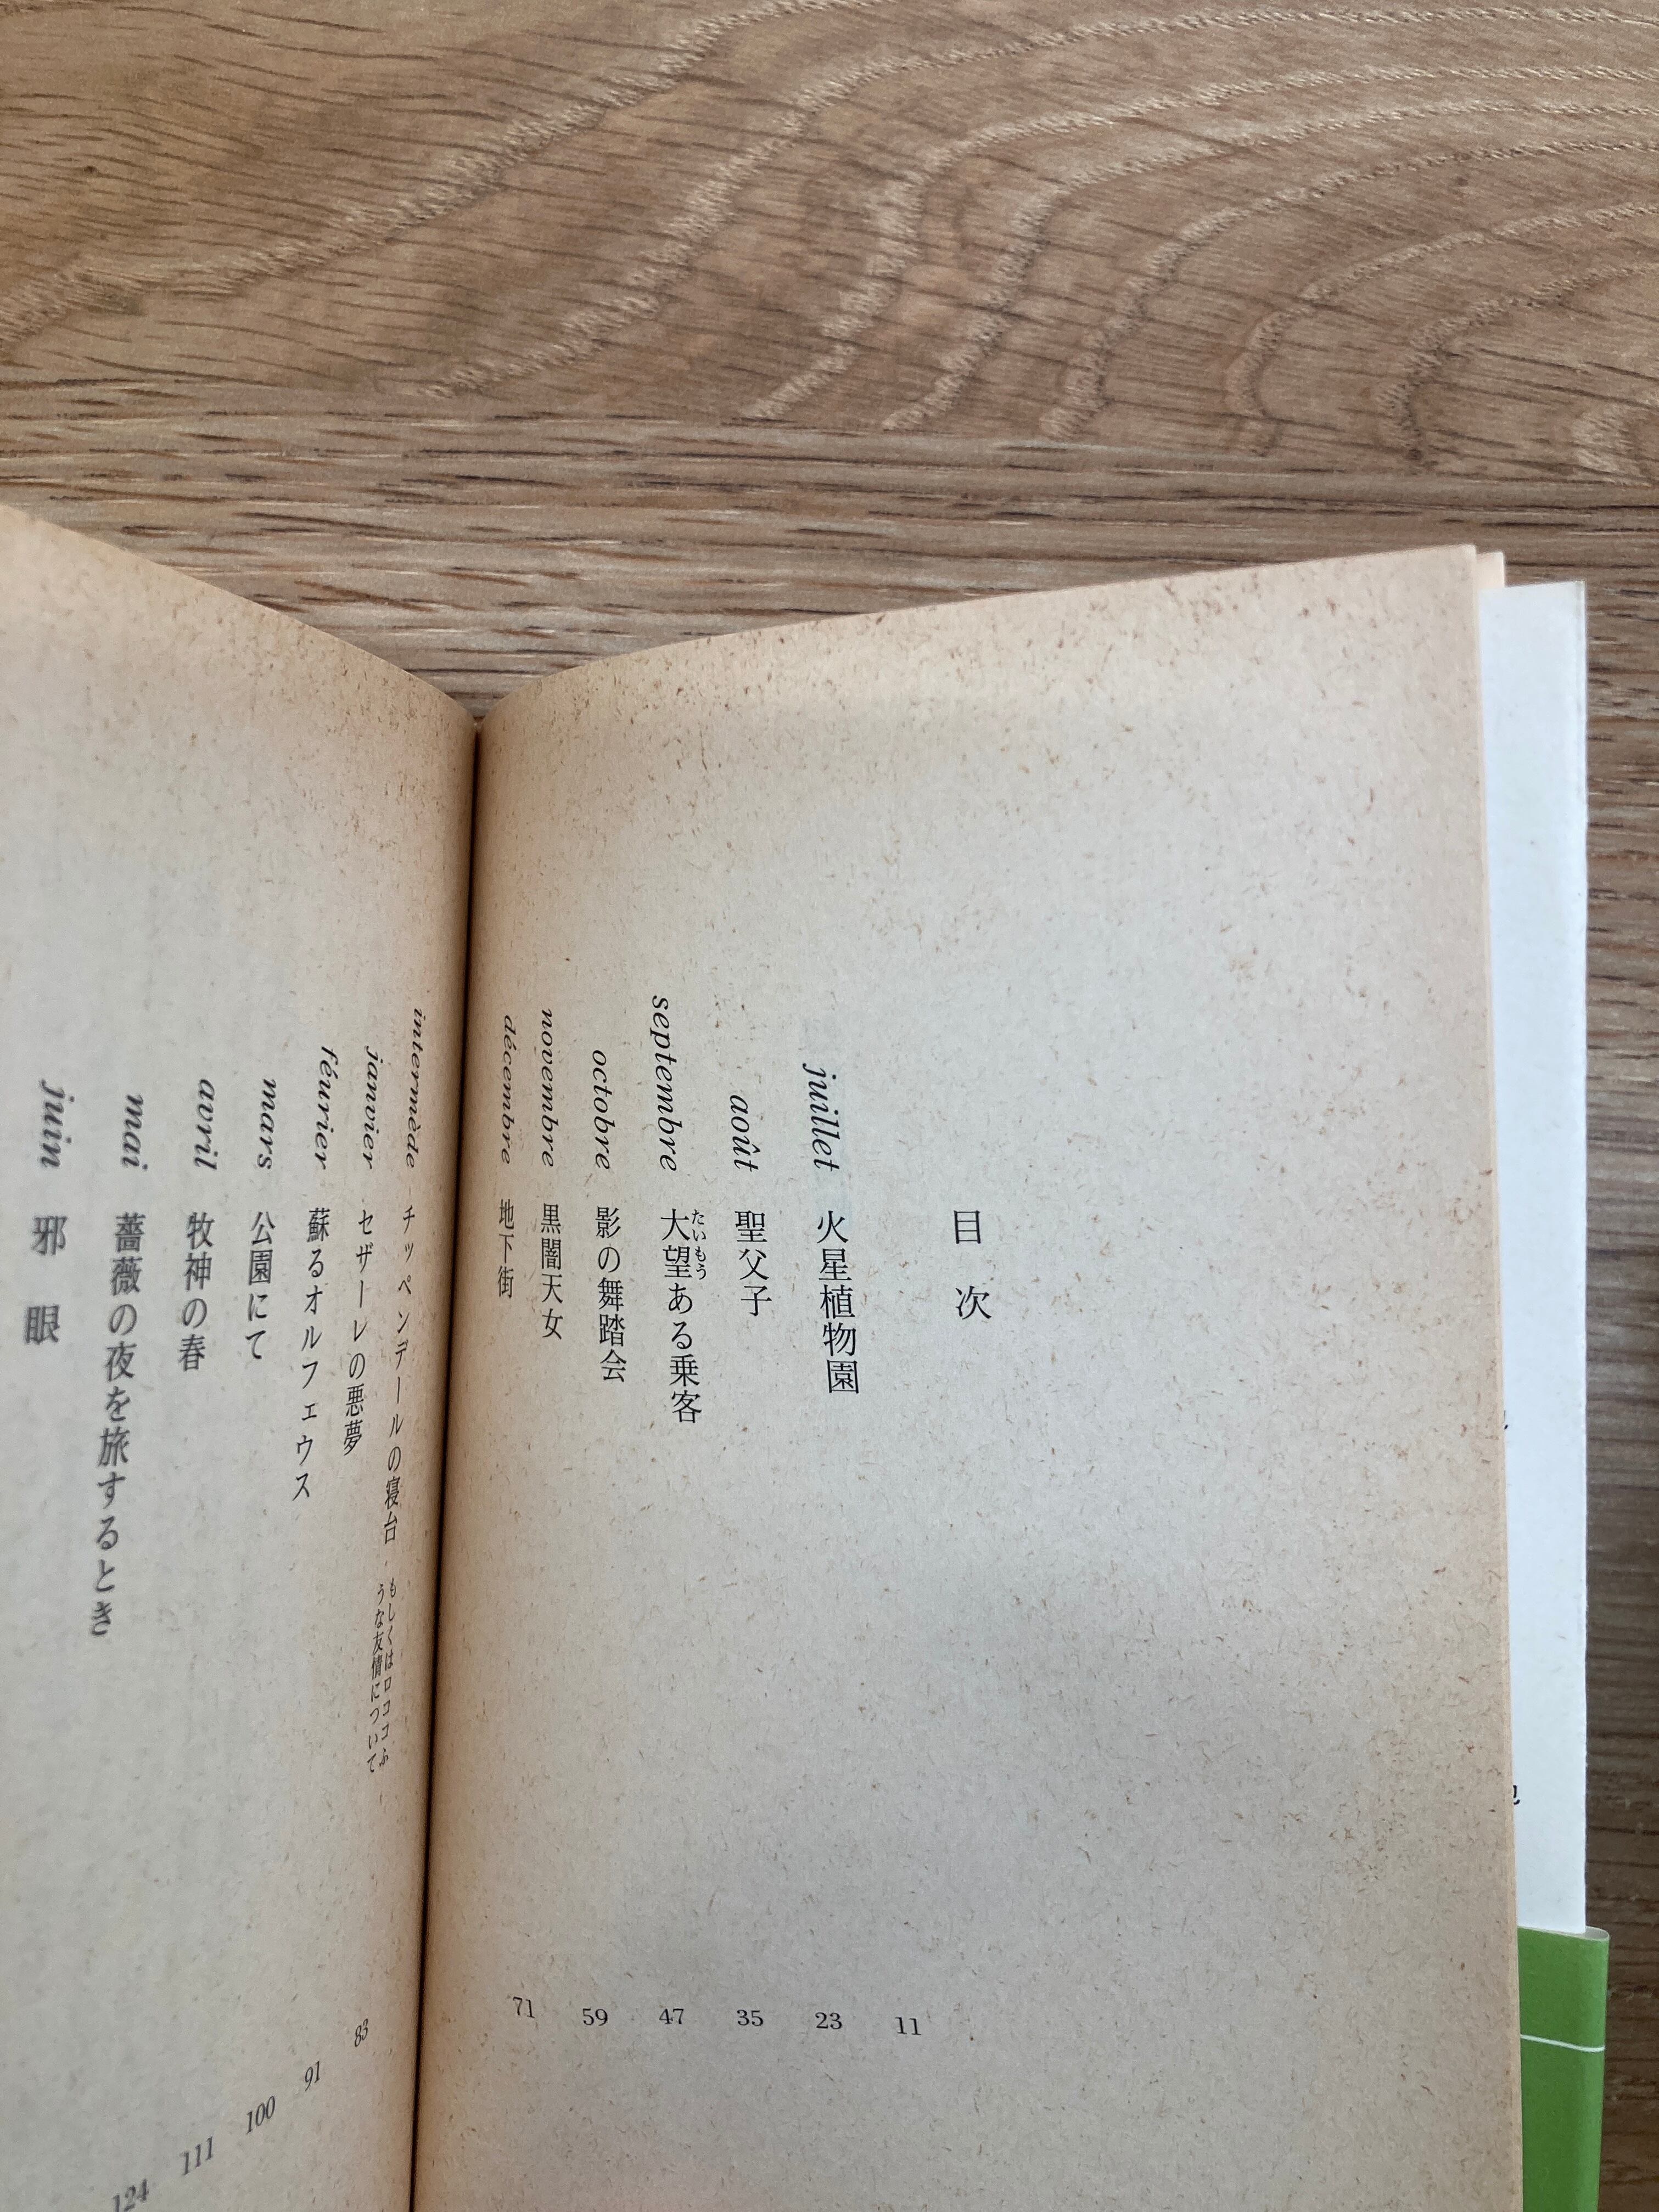 目次
juillet 火星植物園 11
août 聖父子 23
septembre 大望ある乗客 35
たいもう
octobre 影の舞踏会 47
novembre 黒闇天女 59
décembre 地下街 71
intermède チッペンデールの寝台 もしくはロココふ
うな友情について 83
janvier セザーレの悪夢 91
février 蘇るオルフェウス 100
mars 公園にて 111
avril 牧神の春 124
mai 薔薇の夜を旅するとき
juin 邪眼